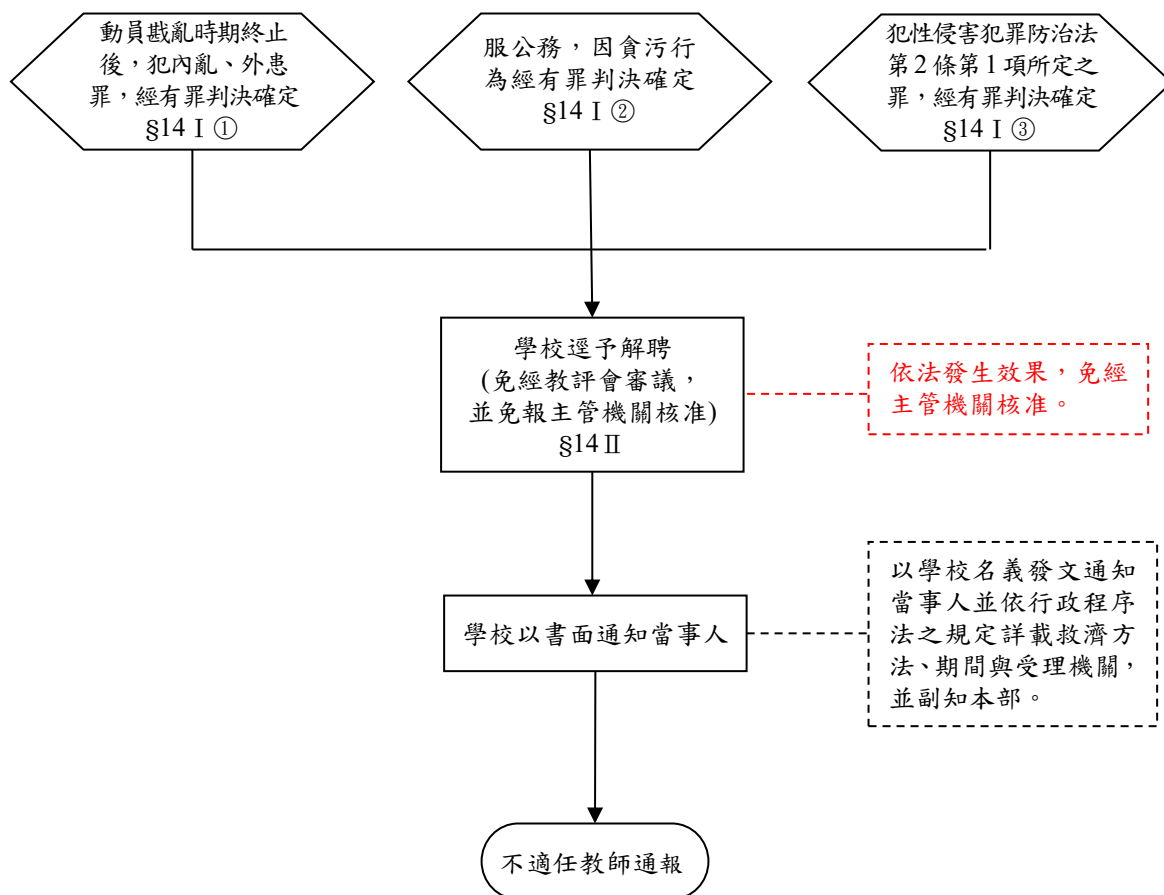 動員戡亂時期終止
後，犯內亂、外患
罪，經有罪判決確定
§14 I ①
服公務，因貪污行
為經有罪判決確定
§14 I ②
犯性侵害犯罪防治法
第2條第1項所定之
罪，經有罪判決確定
§14 I ③
學校逕予解聘
(免經教評會審議，
並免報主管機關核准)
§14 Ⅱ
依法發生效果，免經
主管機關核准。
學校以書面通知當事人
以學校名義發文通知
當事人並依行政程序
法之規定詳載救濟方
法、期間與受理機關，
並副知本部。
不適任教師通報